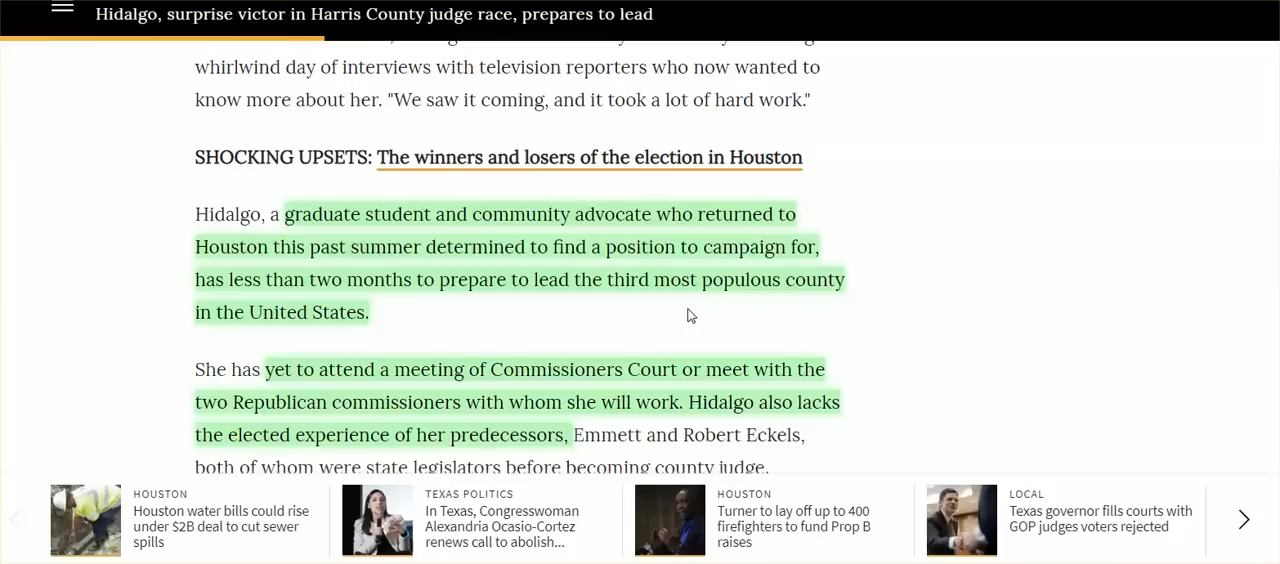 Hidalgo, surprise victor in Harris County judge race, prepares to lead
whirlwind day of interviews with television reporters who now wanted to
know more about her. "We saw it coming, and it took a lot of hard work."
SHOCKING UPSETS: The winners and losers of the election in Houston
Hidalgo, a graduate student and community advocate who returned to
Houston this past summer determined to find a position to campaign for,
has less than two months to prepare to lead the third most populous county
in the United States.
She has yet to attend a meeting of Commissioners Court or meet with the
two Republican commissioners with whom she will work. Hidalgo also lacks
the elected experience of her predecessors, Emmett and Robert Eckels,
both of whom were state legislators before becoming county judge.
HOUSTON
Houston water bills could rise
under $2B deal to cut sewer
spills
TEXAS POLITICS
In Texas, Congresswoman
Alexandria Ocasio-Cortez
renews call to abolish...
HOUSTON
Turner to lay off up to 400
firefighters to fund Prop B
raises
LOCAL
Texas governor fills courts with
GOP judges voters rejected